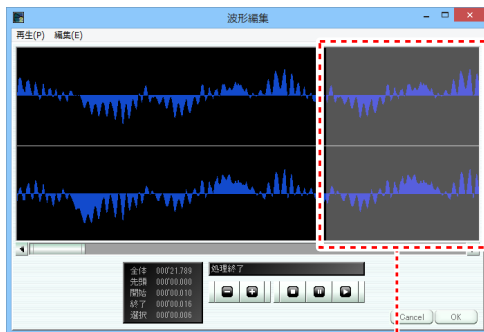 波形編集
再生(P) 編集(E)
全体 000'21.789
先頭 000'00.000
開始 000'00.010
終了 000'00.016
選択 000'00.006
処理終了
Cancel OK